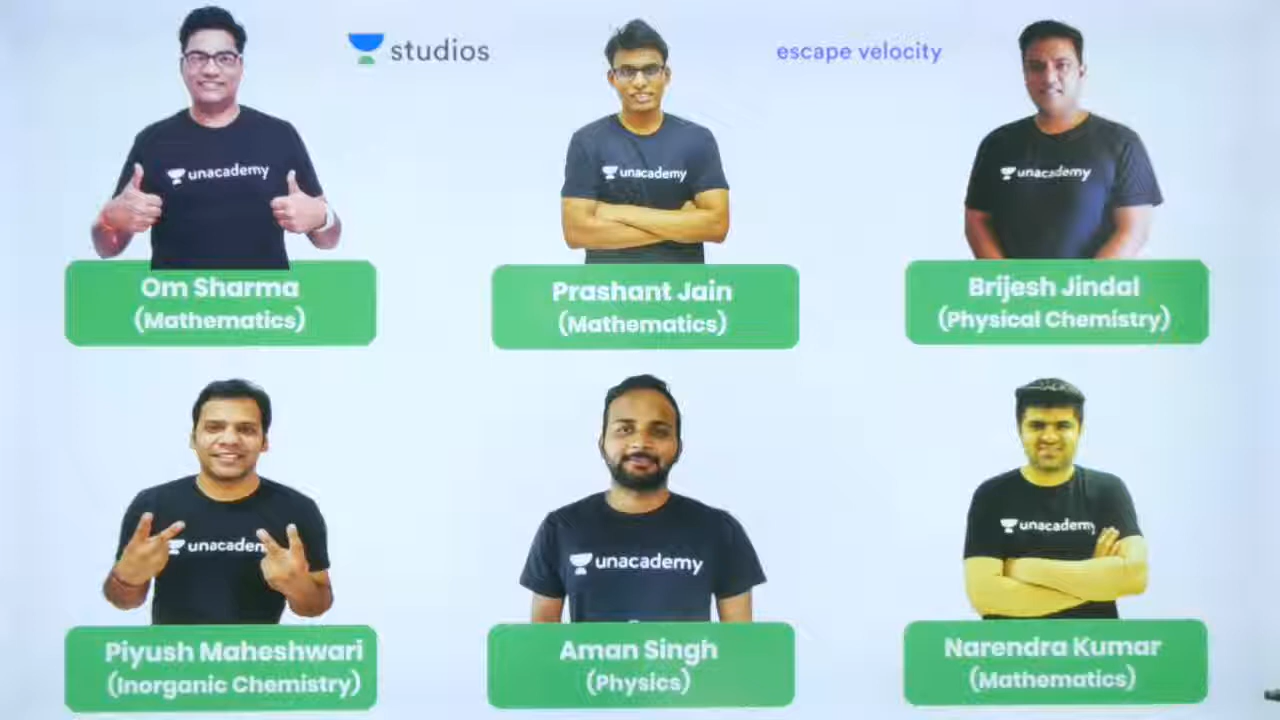 studios
escape velocity
unacademy
unacademy
unacademy
Om Sharma
(Mathematics)
Prashant Jain
(Mathematics)
Brijesh Jindal
(Physical Chemistry)
unacadem
unacademy
unacademy
Piyush Maheshwari
(Inorganic Chemistry)
Aman Singh
(Physics)
Narendra Kumar
(Mathematics)